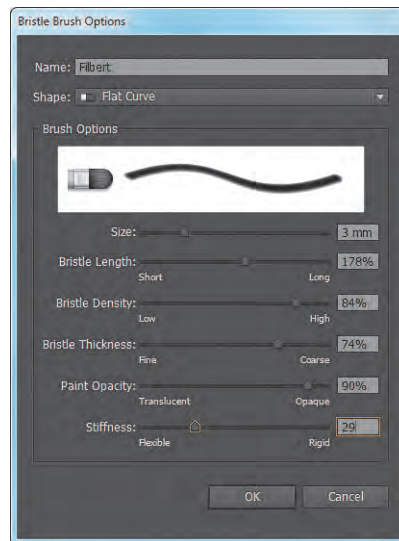 Bristle Brush Options
Name: Filbert
Shape: Flat Curve
Brush Options
Size: 3 mm
Bristle Length: 178%
Short Long
Bristle Density: 84%
Low High
Bristle Thickness: 74%
Fine Coarse
Paint Opacity: 90%
Translucent Opaque
Stiffness: 29
Flexible Rigid
OK Cancel